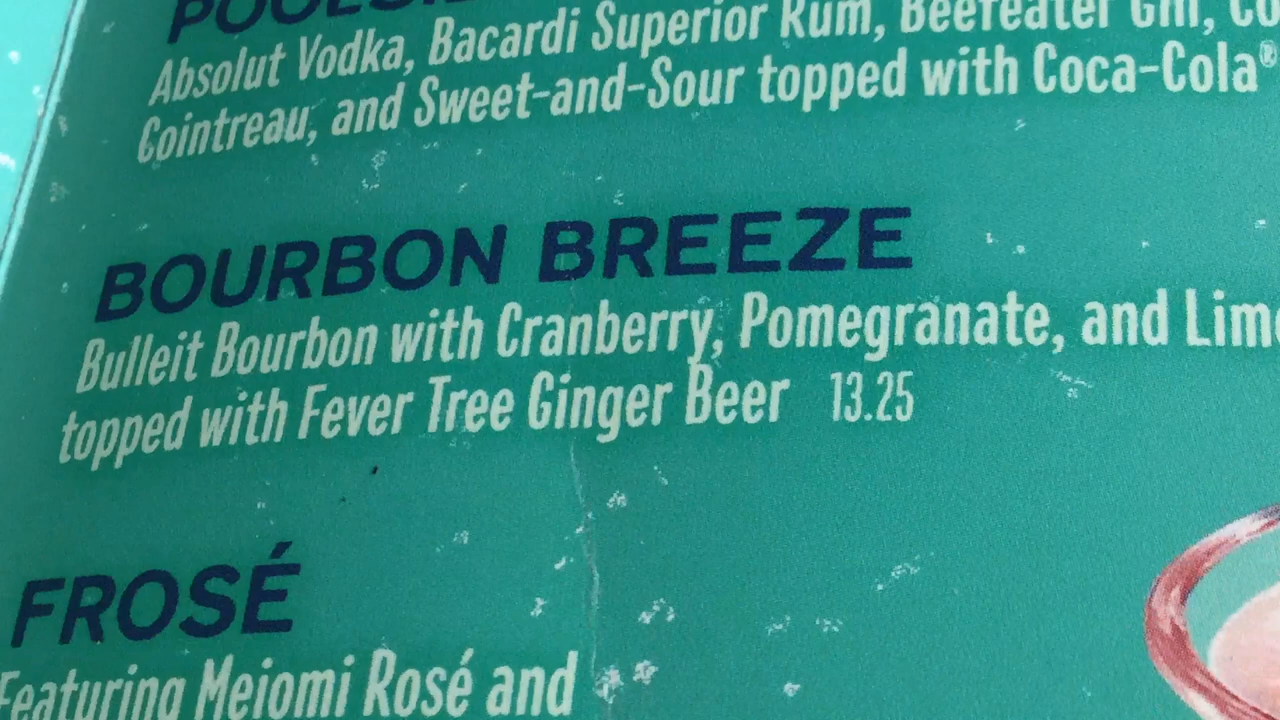 Absolut Vodka, Bacardi Superior Rum, Beefeater Gin,
Cointreau, and Sweet-and-Sour topped with Coca-Cola®
BOURBON BREEZE
Bulleit Bourbon with Cranberry, Pomegranate, and
topped with Fever Tree Ginger Beer 13.25
FROSÉ
Featuring Meiomi Rosé and